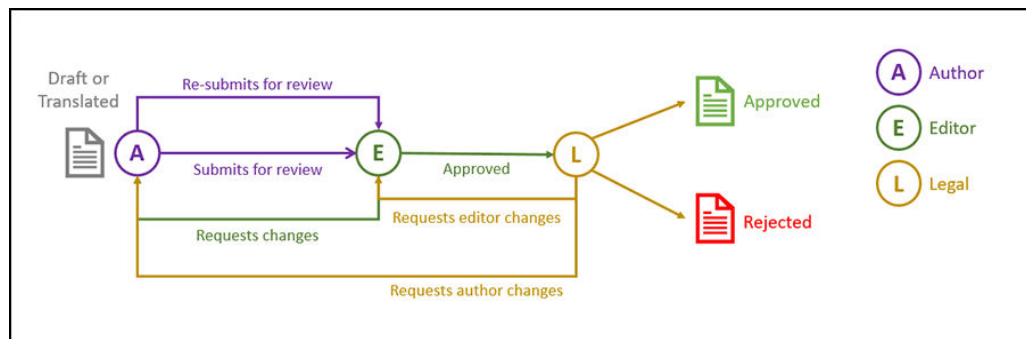 Draft or
Translated
Re-submits for review
A
Submits for review
E
Approved
L
Requests changes
Requests editor changes
Requests author changes
Approved
Rejected
A Author
E Editor
L Legal